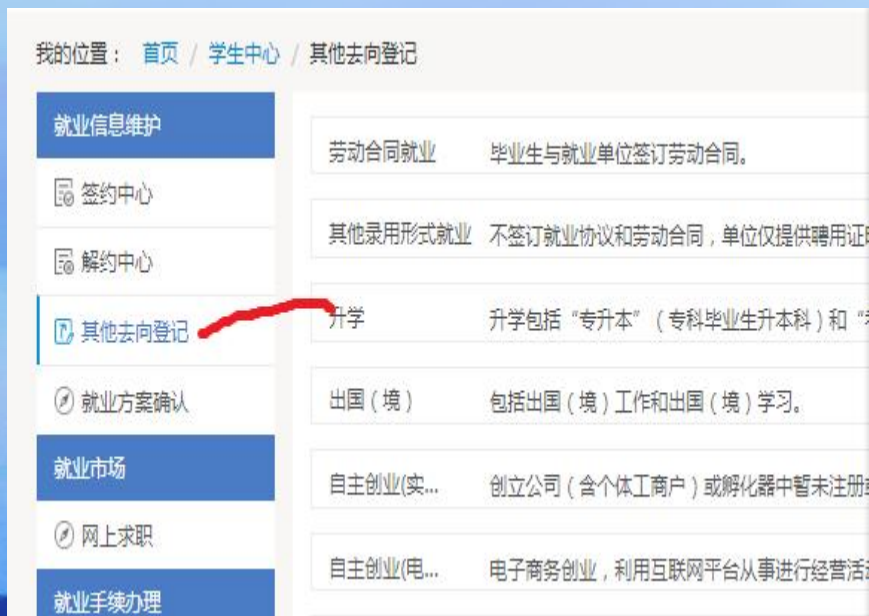 我的位置： 首页 / 学生中心 / 其他去向登记
就业信息维护
签约中心
解约中心
其他去向登记
就业方案确认
就业市场
网上求职
就业手续办理
劳动合同就业 毕业生与就业单位签订劳动合同。
其他录用形式就业 不签订就业协议和劳动合同，单位仅提供聘用证
升学 升学包括“专升本”（专科毕业生升本科）和“
出国（境） 包括出国（境）工作和出国（境）学习。
自主创业(实... 创立公司（含个体工商户）或孵化器中暂未注册
自主创业(电... 电子商务创业，利用互联网平台从事进行经营活